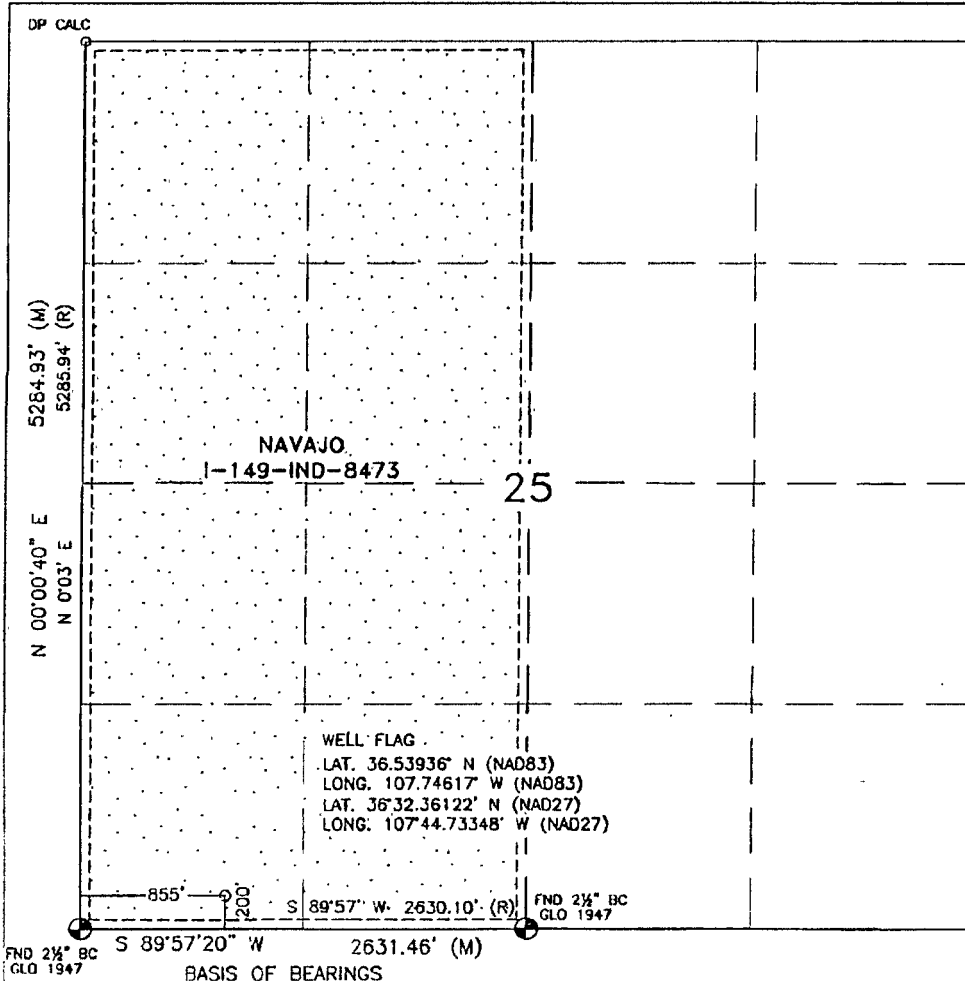 DP CALC
5284.93' (M)
5285.94' (R)
NAVAJO
I-149-IND-8473
25
N 00°00'40" E
N 0°03' E
WELL FLAG
LAT. 36.53936° N (NAD83)
LONG. 107.74617° W (NAD83)
LAT. 36°32.36122' N (NAD27)
LONG. 107°44.73348' W (NAD27)
855'
200'
S 89°57' W 2630.10' (R)
FND 2½" BC
GLO 1947
FND 2½" BC
GLO 1947
S 89°57'20" W 2631.46' (M)
BASIS OF BEARINGS